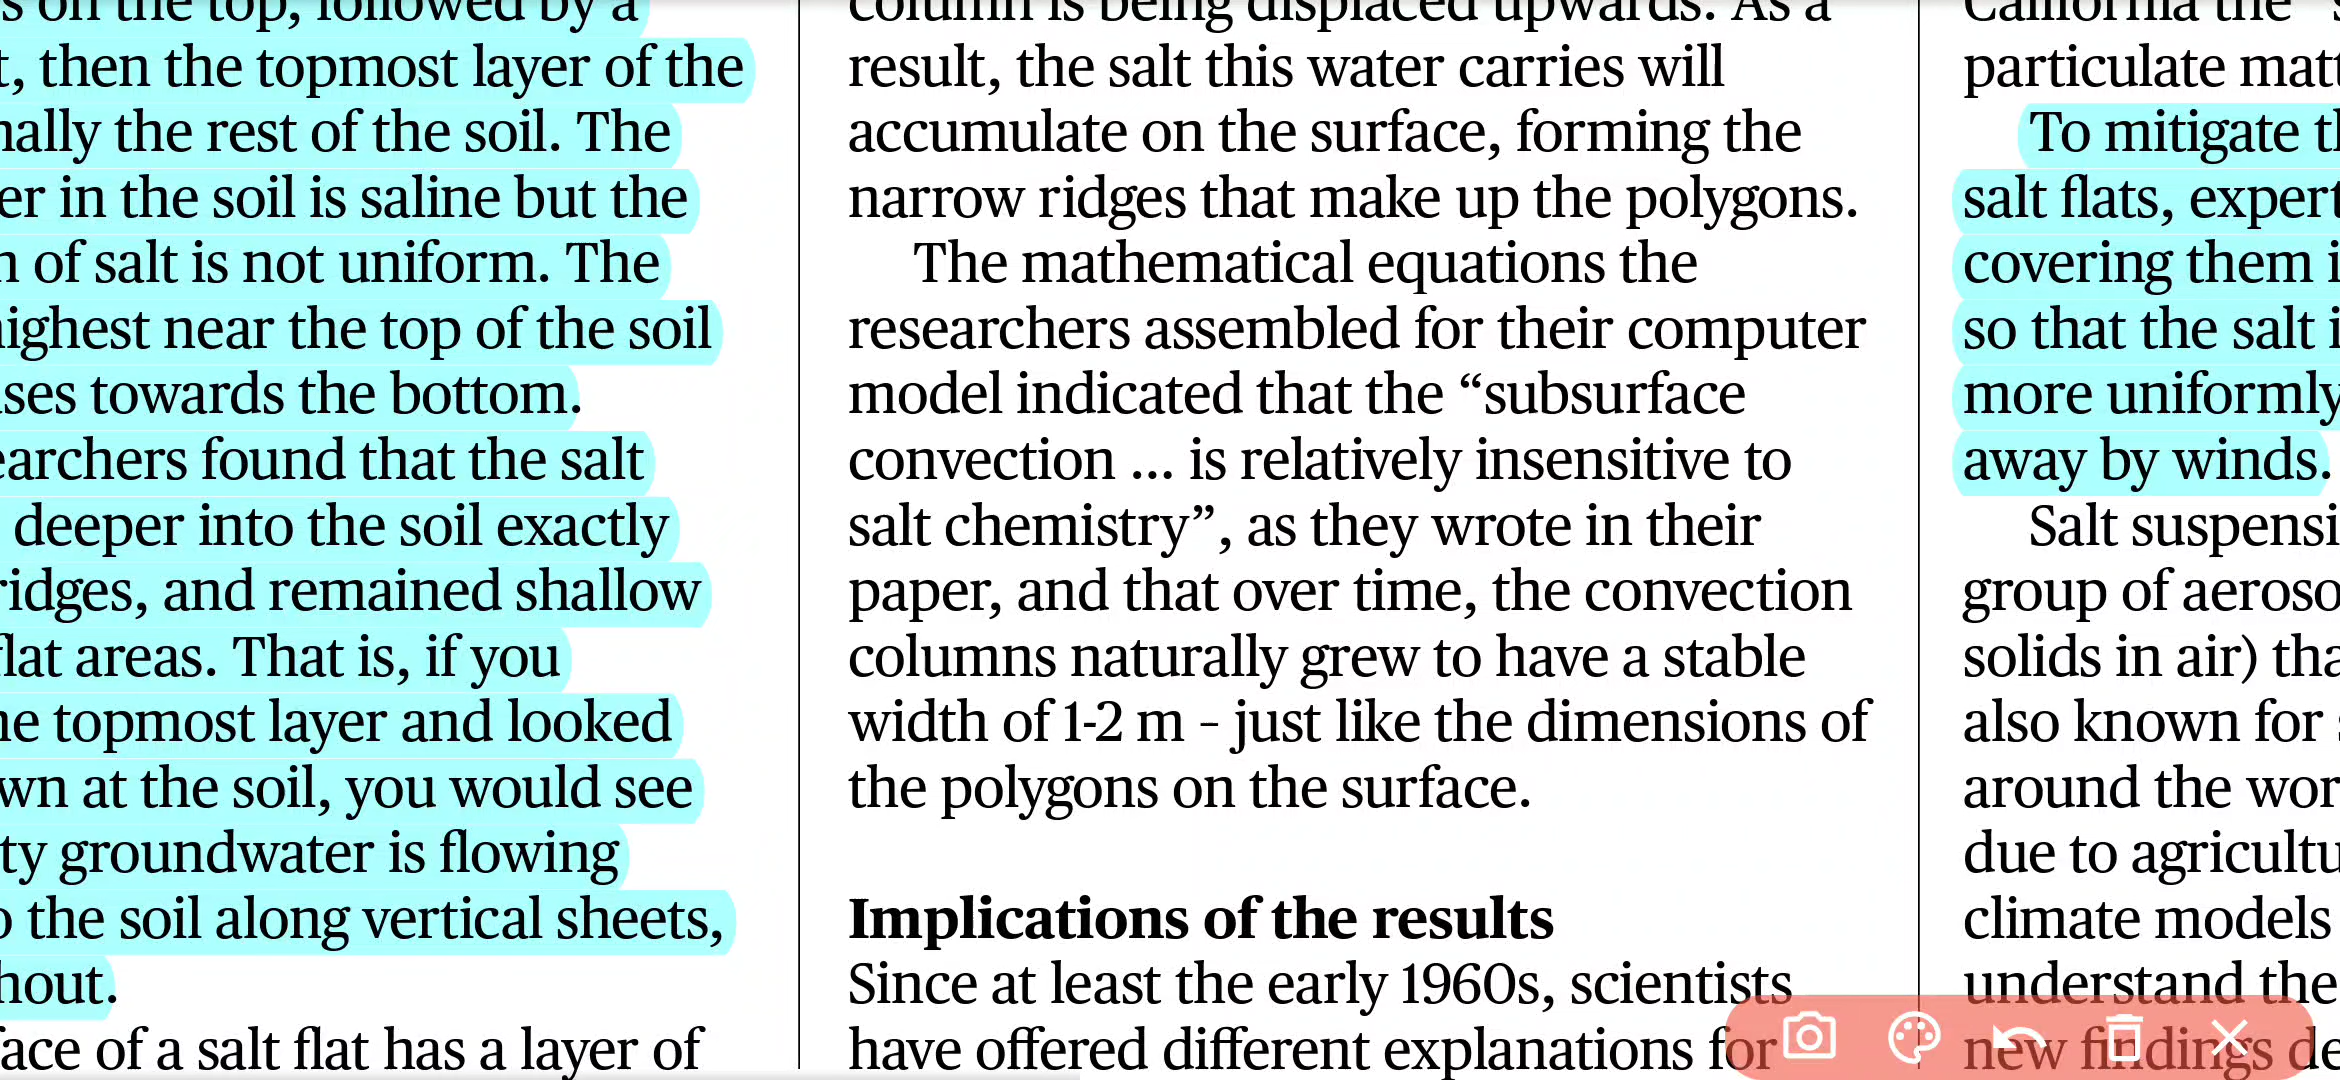 s on the top, followed by a
t, then the topmost layer of the
nally the rest of the soil. The
er in the soil is saline but the
n of salt is not uniform. The
highest near the top of the soil
ases towards the bottom.
earchers found that the salt
deeper into the soil exactly
ridges, and remained shallow
flat areas. That is, if you
he topmost layer and looked
wn at the soil, you would see
ty groundwater is flowing
o the soil along vertical sheets,
hout.
face of a salt flat has a layer of
column is being displaced upwards. As a
result, the salt this water carries will
accumulate on the surface, forming the
narrow ridges that make up the polygons.
The mathematical equations the
researchers assembled for their computer
model indicated that the “subsurface
convection ... is relatively insensitive to
salt chemistry”, as they wrote in their
paper, and that over time, the convection
columns naturally grew to have a stable
width of 1-2 m – just like the dimensions of
the polygons on the surface.
Implications of the results
Since at least the early 1960s, scientists
have offered different explanations for
California the
particulate matt
To mitigate th
salt flats, expert
covering them i
so that the salt i
more uniformly
away by winds.
Salt suspensi
group of aeroso
solids in air) tha
also known for s
around the wor
due to agricultu
climate models
understand the
new findings de